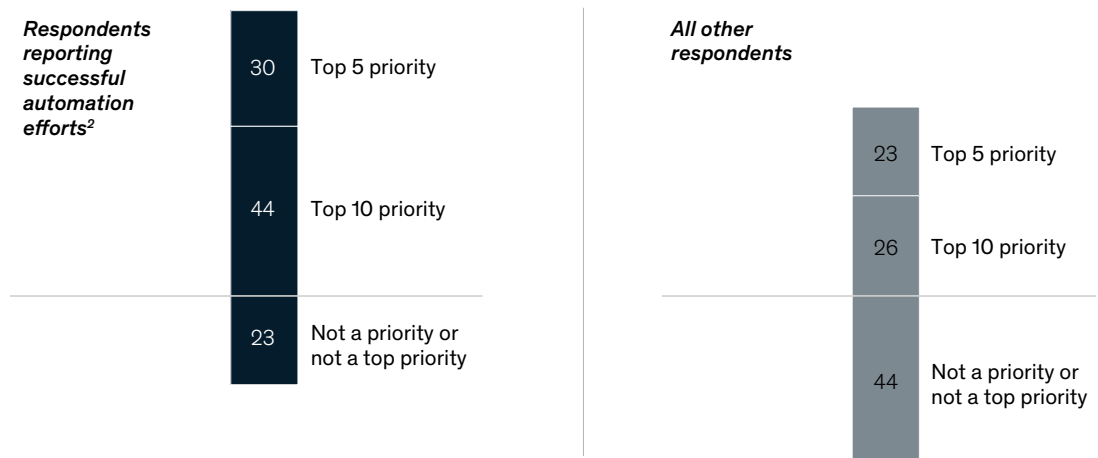 Respondents
reporting
successful
automation
efforts²
30
Top 5 priority
44
Top 10 priority
23
Not a priority or
not a top priority
All other
respondents
23
Top 5 priority
26
Top 10 priority
44
Not a priority or
not a top priority